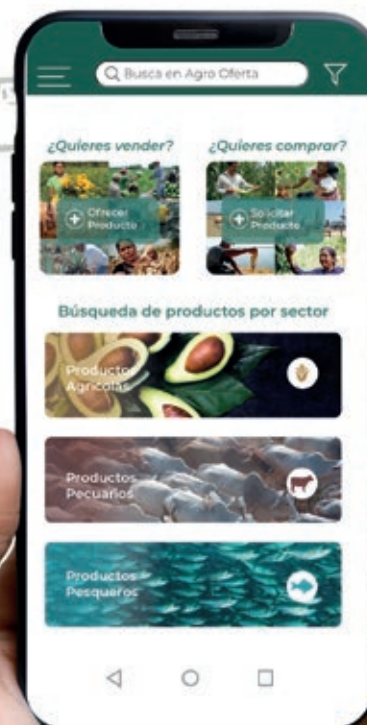 Busca en Agro Oferta
¿Quieres vender?
¿Quieres comprar?
Ofrecer
Producto
Solicitar
Producto
Búsqueda de productos por sector
Productos
Agrícolas
Productos
Pecuarios
Productos
Pesqueros